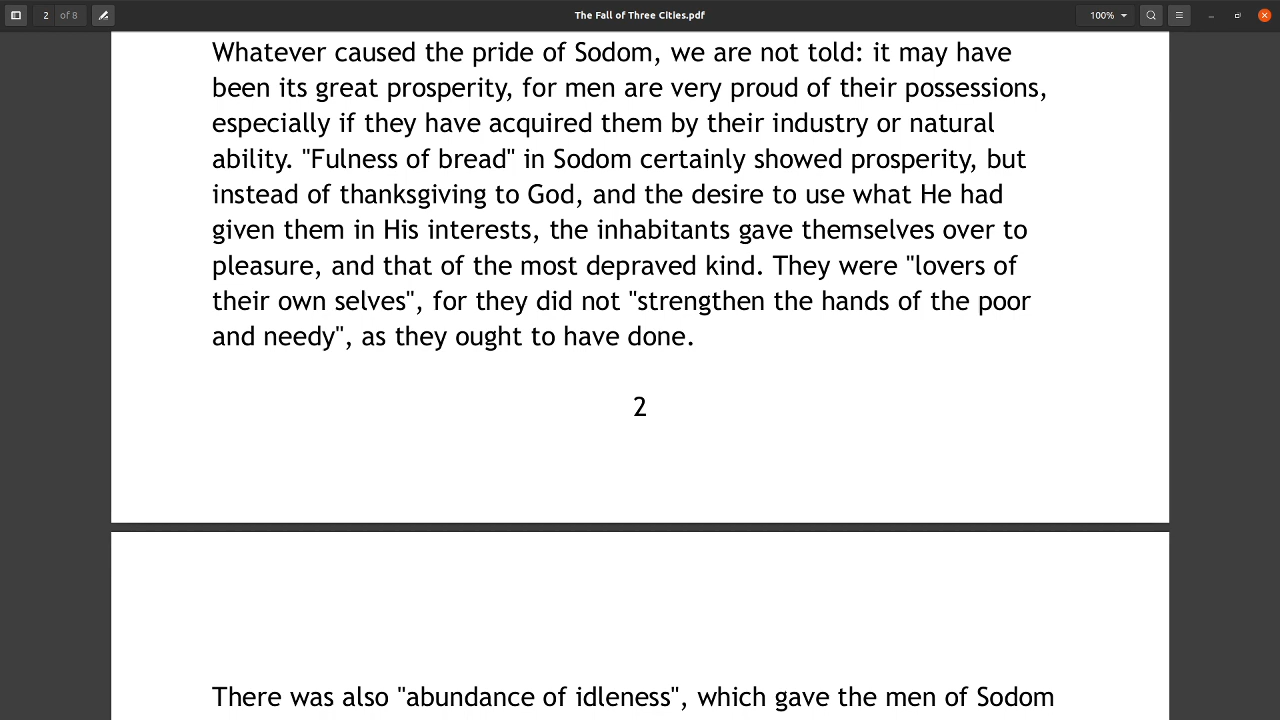 2 of 8
The Fall of Three Cities.pdf
100%
Whatever caused the pride of Sodom, we are not told: it may have
been its great prosperity, for men are very proud of their possessions,
especially if they have acquired them by their industry or natural
ability. "Fulness of bread" in Sodom certainly showed prosperity, but
instead of thanksgiving to God, and the desire to use what He had
given them in His interests, the inhabitants gave themselves over to
pleasure, and that of the most depraved kind. They were "lovers of
their own selves", for they did not "strengthen the hands of the poor
and needy", as they ought to have done.
2
There was also "abundance of idleness", which gave the men of Sodom